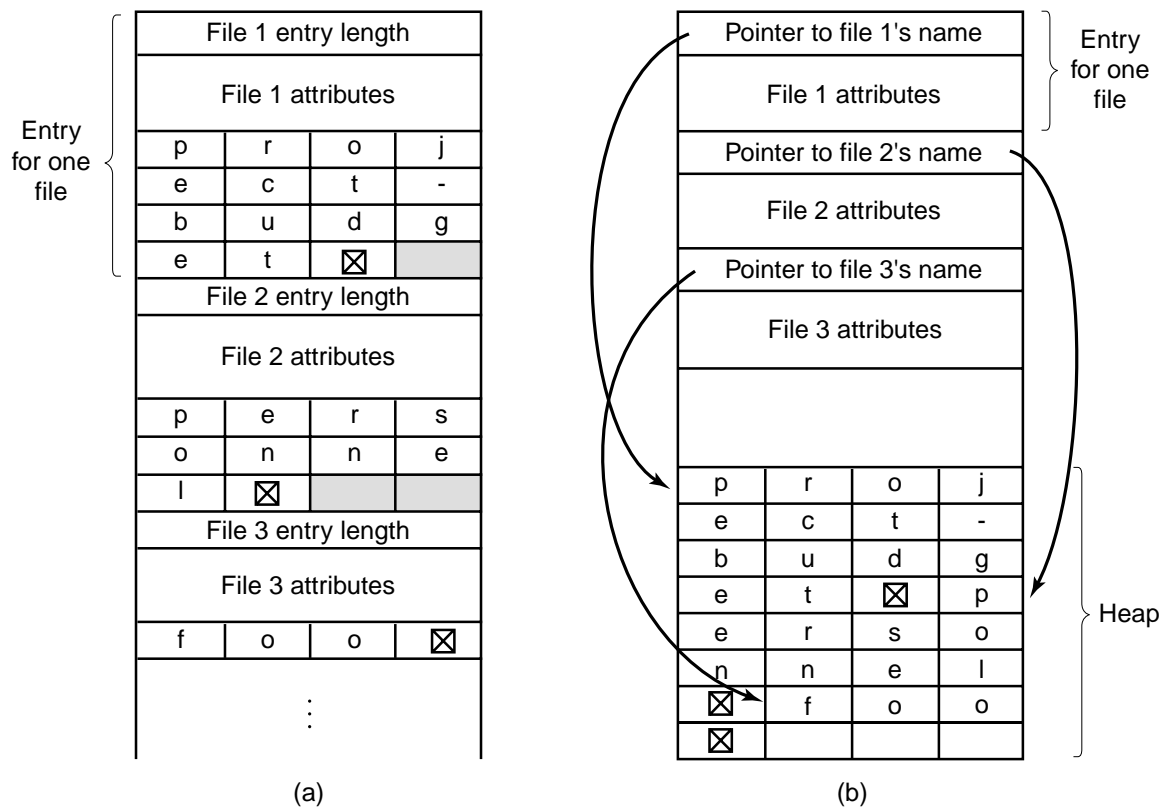 File 1 entry length
File 1 attributes
Entry
for one
file
p r o j
e c t -
b u d g
e t
File 2 entry length
File 2 attributes
p e r s
o n n e
l
File 3 entry length
File 3 attributes
f o o
⋮
(a)
Pointer to file 1's name
File 1 attributes
Entry
for one
file
Pointer to file 2's name
File 2 attributes
Pointer to file 3's name
File 3 attributes
p r o j
e c t -
b u d g
e t p
e r s o
n n e l
f o o
Heap
(b)